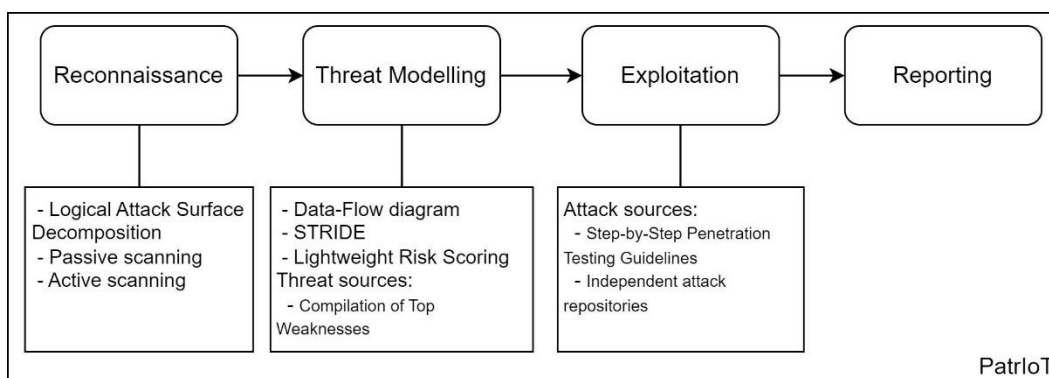 Reconnaissance
Threat Modelling
Exploitation
Reporting
- Logical Attack Surface
Decomposition
- Passive scanning
- Active scanning
- Data-Flow diagram
- STRIDE
- Lightweight Risk Scoring
Threat sources:
- Compilation of Top
Weaknesses
Attack sources:
- Step-by-Step Penetration
Testing Guidelines
- Independent attack
repositories
PatrIoT